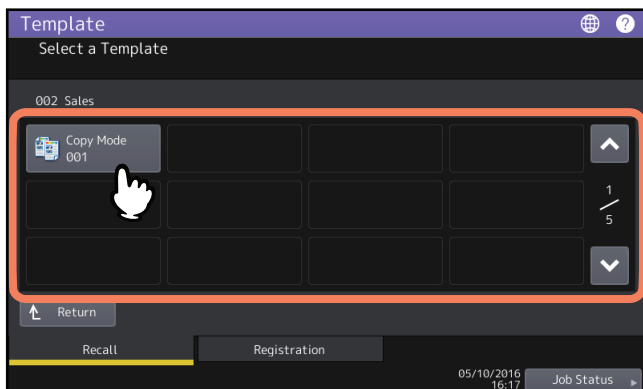 Template
?
Select a Template
002 Sales
Copy Mode
001
1
5
Return
Recall
Registration
05/10/2016
16:17
Job Status